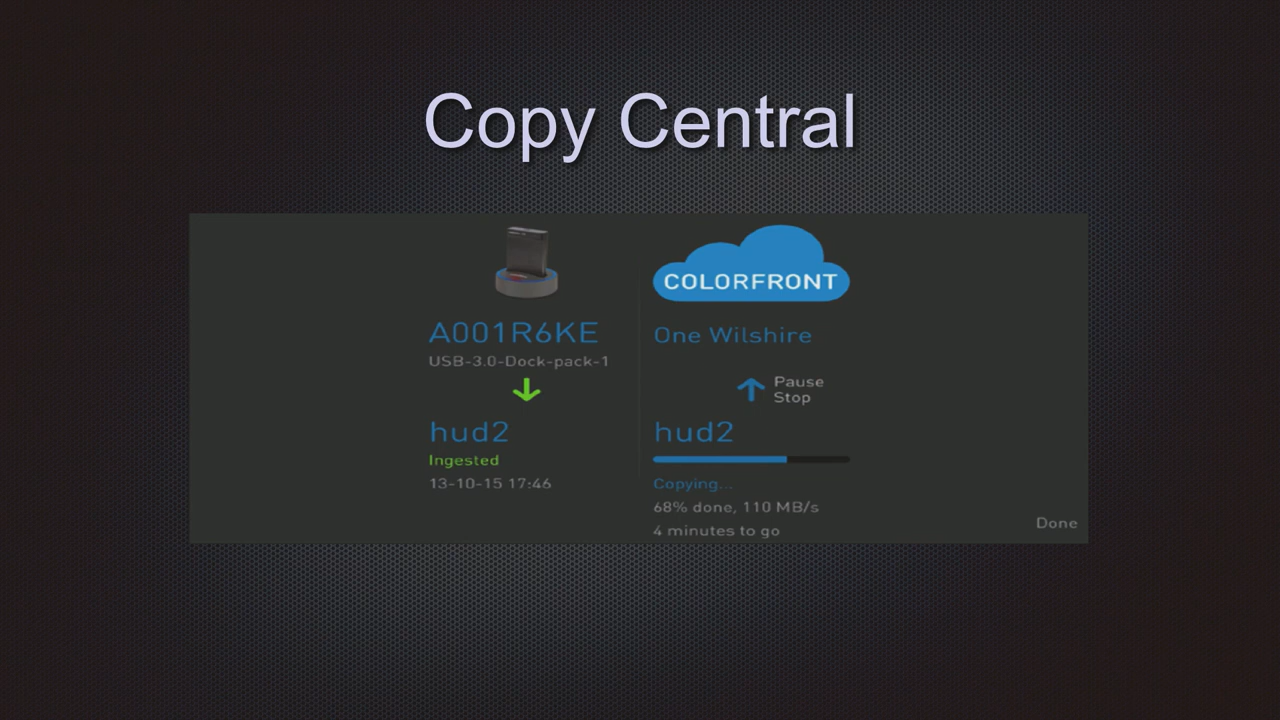 Copy Central
A001R6KE
USB-3.0-Dock-pack-1
hud2
Ingested
13-10-15 17:46
COLORFRONT
One Wilshire
Pause
Stop
hud2
Copying...
68% done, 110 MB/s
4 minutes to go
Done